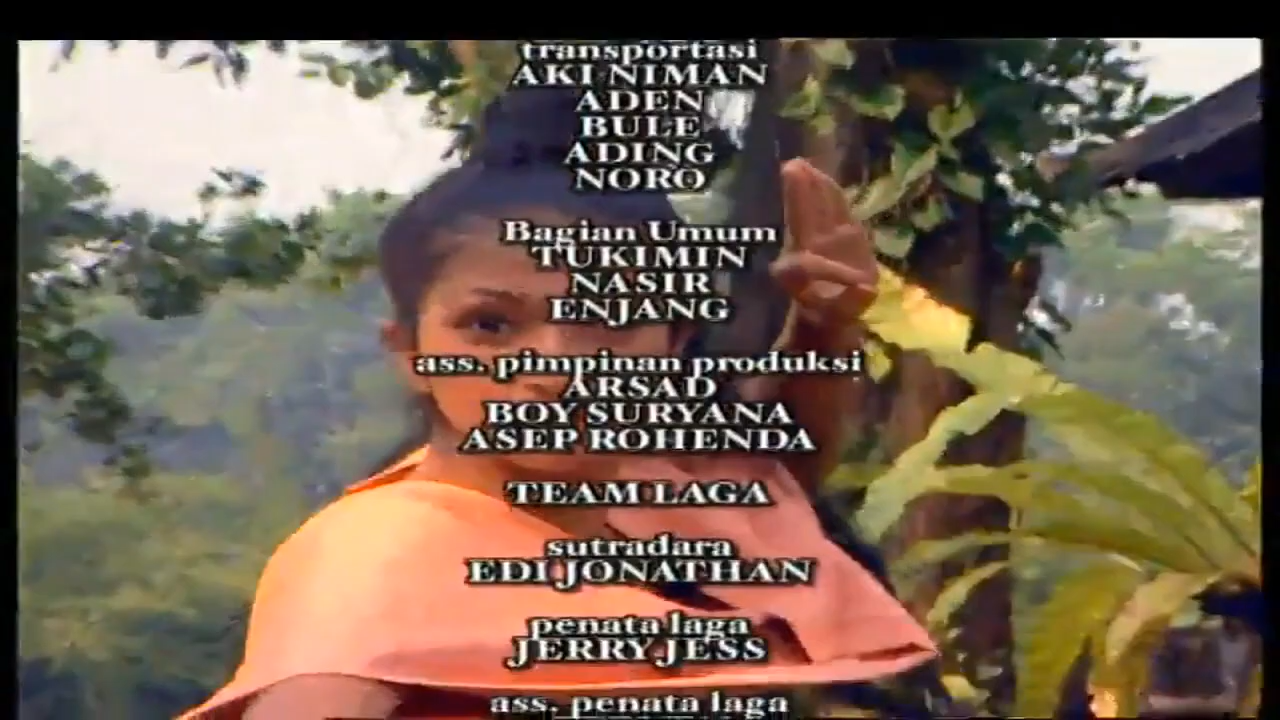 transportasi
AKI NIMAN
ADEN
BULE
ADING
NORO
Bagian Umum
TUKIMIN
NASIR
ENJANG
ass. pimpinan produksi
ARSAD
BOY SURYANA
ASEP ROHENDA
TEAM LAGA
sutradara
EDI JONATHAN
penata laga
JERRY JESS
ass. penata laga